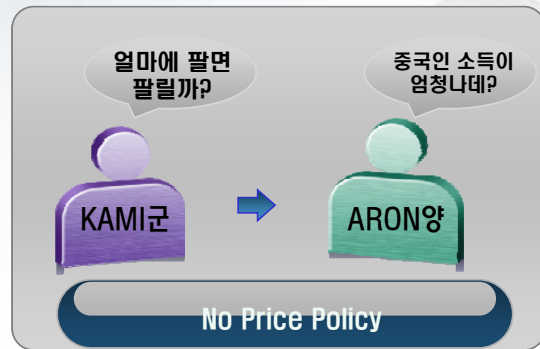 얼마에 팔면
팔릴까?
중국인 소득이
엄청나데?
KAMI군
ARON양
No Price Policy